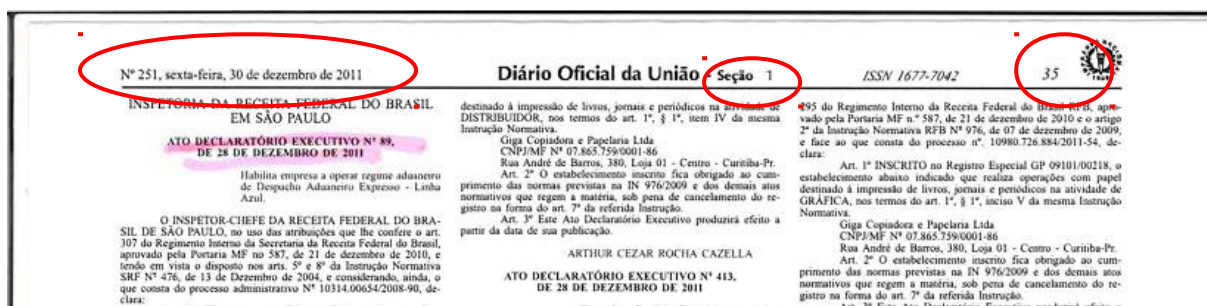 Nº 251, sexta-feira, 30 de dezembro de 2011
Diário Oficial da União - Seção 1
ISSN 1677-7042
35
INSPETORIA DA RECEITA FEDERAL DO BRASIL
EM SÃO PAULO
ATO DECLARATÓRIO EXECUTIVO Nº 89,
DE 28 DE DEZEMBRO DE 2011
Habilita empresa a operar regime aduaneiro
de Despacho Aduaneiro Expresso - Linha
Azul.
O INSPETOR-CHEFE DA RECEITA FEDERAL DO BRA-
SIL DE SÃO PAULO, no uso das atribuições que lhe confere o art.
307 do Regimento Interno da Secretaria da Receita Federal do Brasil,
aprovado pela Portaria MF no 587, de 21 de dezembro de 2010, e
tendo em vista o disposto nos arts. 5º e 8º da Instrução Normativa
SRF Nº 476, de 13 de Dezembro de 2004, e considerando, ainda, o
que consta do processo administrativo Nº 10314.00654/2008-90, de-
clara:
destinado à impressão de livros, jornais e periódicos na atividade de
DISTRIBUIDOR, nos termos do art. 1º, § 1º, item IV da mesma
Instrução Normativa.
Giga Copiadora e Papelaria Ltda
CNPJ/MF Nº 07.865.759/0001-86
Rua André de Barros, 380, Loja 01 - Centro - Curitiba-Pr.
Art. 2º O estabelecimento inscrito fica obrigado ao cum-
primento das normas previstas na IN 976/2009 e dos demais atos
normativos que regem a matéria, sob pena de cancelamento do re-
gistro na forma do art. 7º da referida Instrução.
Art. 3º Este Ato Declaratório Executivo produzirá efeito a
partir da data de sua publicação.
ARTHUR CEZAR ROCHA CAZELLA
ATO DECLARATÓRIO EXECUTIVO Nº 413,
DE 28 DE DEZEMBRO DE 2011
295 do Regimento Interno da Receita Federal do Brasil-RFB, apro-
vado pela Portaria MF n.º 587, de 21 de dezembro de 2010 e o artigo
2º da Instrução Normativa RFB Nº 976, de 07 de dezembro de 2009,
e face ao que consta do processo nº. 10980.726.884/2011-54, de-
clara:
Art. 1º INSCRITO no Registro Especial GP 09101/00218, o
estabelecimento abaixo indicado que realiza operações com papel
destinado à impressão de livros, jornais e periódicos na atividade de
GRÁFICA, nos termos do art. 1º, § 1º, inciso V da mesma Instrução
Normativa.
Giga Copiadora e Papelaria Ltda
CNPJ/MF Nº 07.865.759/0001-86
Rua André de Barros, 380, Loja 01 - Centro - Curitiba-Pr.
Art. 2º O estabelecimento inscrito fica obrigado ao cum-
primento das normas previstas na IN 976/2009 e dos demais atos
normativos que regem a matéria, sob pena de cancelamento do re-
gistro na forma do art. 7º da referida Instrução.